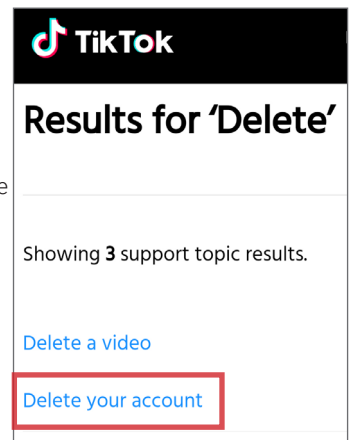 TikTok
Results for ‘Delete’
e
Showing 3 support topic results.
Delete a video
Delete your account